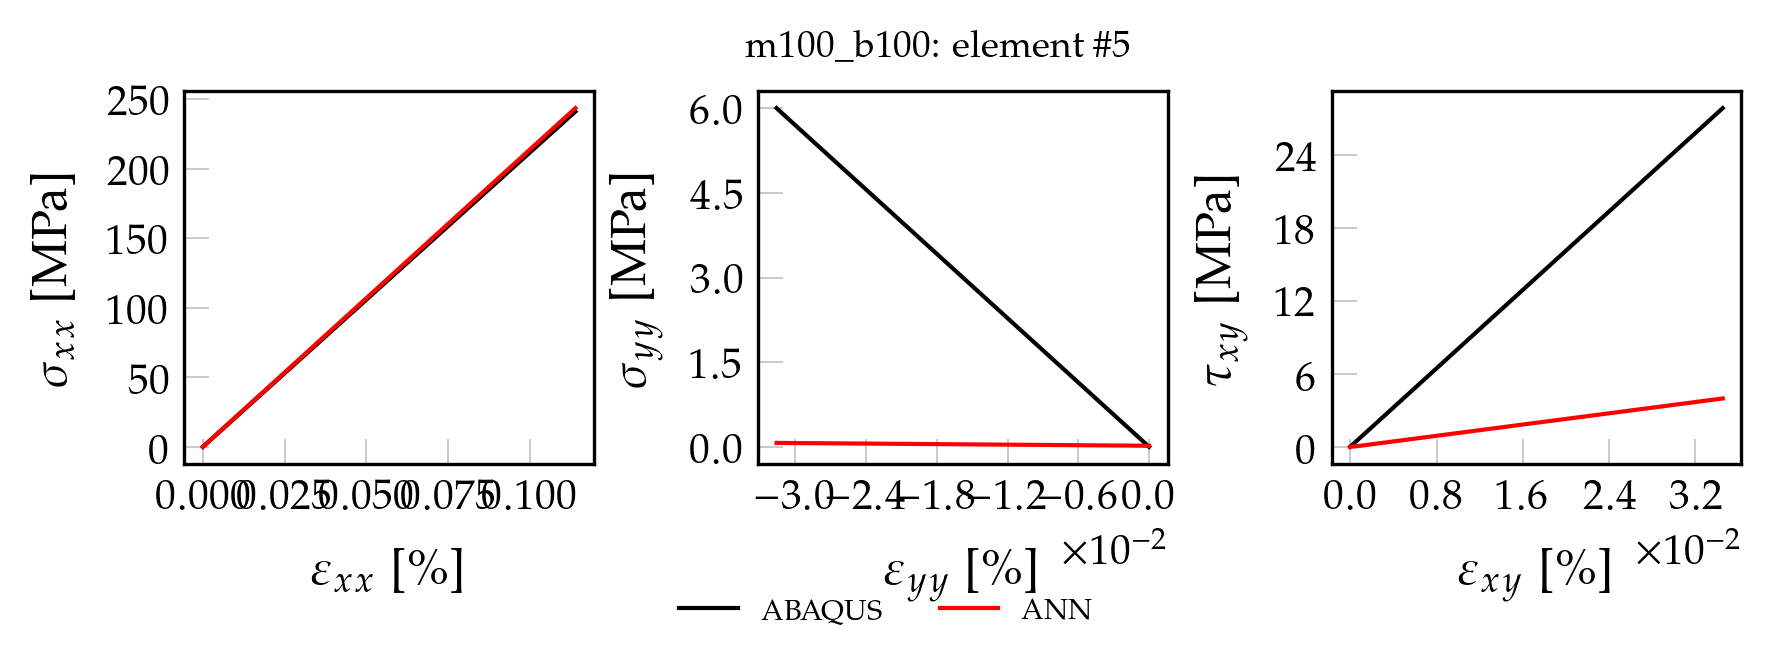 m100_b100: element #5
σxx [MPa]
250
200
150
100
50
0
0.000 0.025 0.050 0.075 0.100
εxx [%]
σyy [MPa]
6.0
4.5
3.0
1.5
0.0
−3.0 −2.4 −1.8 −1.2 −0.6 0.0
×10⁻²
εyy [%]
τxy [MPa]
24
18
12
6
0
0.0 0.8 1.6 2.4 3.2
×10⁻²
εxy [%]
ABAQUS ANN